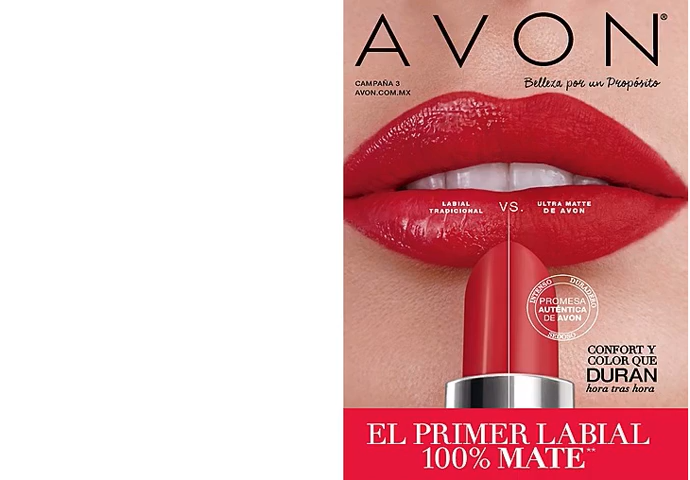 AVON®
CAMPAÑA 3
AVON.COM.MX
Belleza por un Propósito
LABIAL
TRADICIONAL
VS.
ULTRA MATTE
DE AVON
INTENSO
DURADERO
PROMESA
AUTÉNTICA
DE AVON
SEDOSO
CONFORT Y
COLOR QUE
DURAN
hora tras hora
EL PRIMER LABIAL
100% MATE**